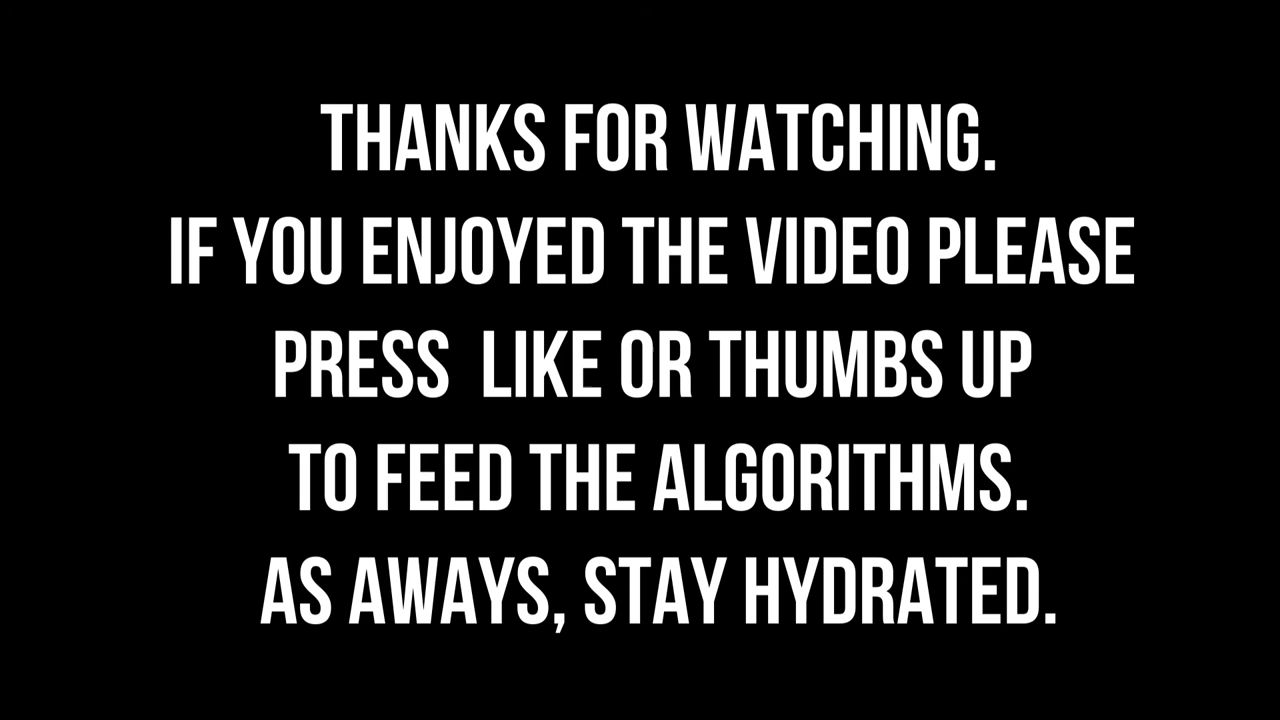 THANKS FOR WATCHING.
IF YOU ENJOYED THE VIDEO PLEASE
PRESS  LIKE OR THUMBS UP
TO FEED THE ALGORITHMS.
AS AWAYS, STAY HYDRATED.